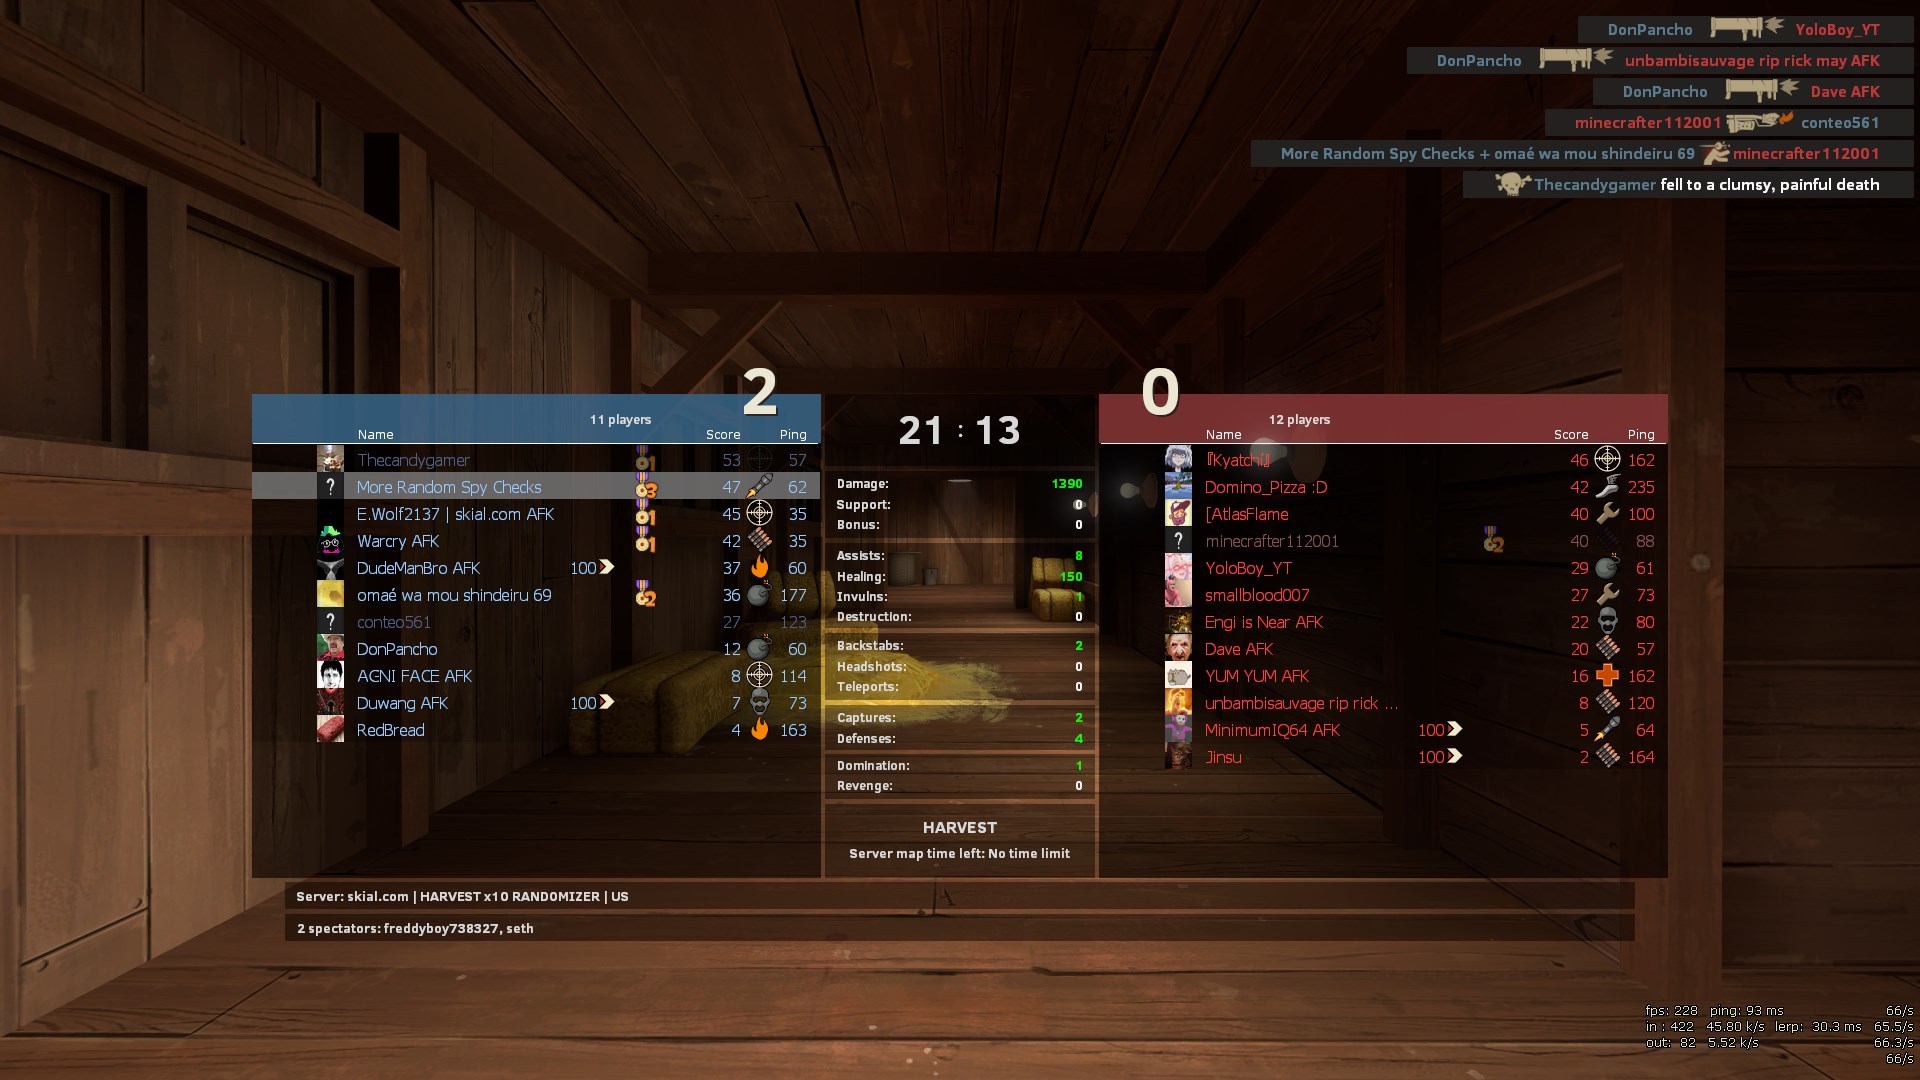 DonPancho YoloBoy_YT
DonPancho unbambisauvage rip rick may AFK
DonPancho Dave AFK
minecrafter112001 conteo561
More Random Spy Checks + omaé wa mou shindeiru 69 minecrafter112001
Thecandygamer fell to a clumsy, painful death
2
11 players
Name Score Ping
Thecandygamer 1 53 57
? More Random Spy Checks 3 47 62
E.Wolf2137 | skial.com AFK 1 45 35
Warcry AFK 1 42 35
DudeManBro AFK 100 37 60
omaé wa mou shindeiru 69 2 36 177
? conteo561 27 123
DonPancho 12 60
AGNI FACE AFK 8 114
Duwang AFK 100 7 73
RedBread 4 163
21 : 13
Damage: 1390
Support: 0
Bonus: 0
Assists: 8
Healing: 150
Invulns: 1
Destruction: 0
Backstabs: 2
Headshots: 0
Teleports: 0
Captures: 2
Defenses: 4
Domination: 1
Revenge: 0
HARVEST
Server map time left: No time limit
0
12 players
Name Score Ping
『Kyatchi』 46 162
Domino_Pizza :D 42 235
[AtlasFlame 40 100
? minecrafter112001 2 40 88
YoloBoy_YT 29 61
smallblood007 27 73
Engi is Near AFK 22 80
Dave AFK 20 57
YUM YUM AFK 16 162
unbambisauvage rip rick ... 8 120
MinimumIQ64 AFK 100 5 64
Jinsu 100 2 164
Server: skial.com | HARVEST x10 RANDOMIZER | US
2 spectators: freddyboy738327, seth
fps: 228 ping: 93 ms 66/s
in : 422 45.80 k/s lerp: 30.3 ms 65.5/s
out: 82 5.52 k/s 66.3/s
66/s